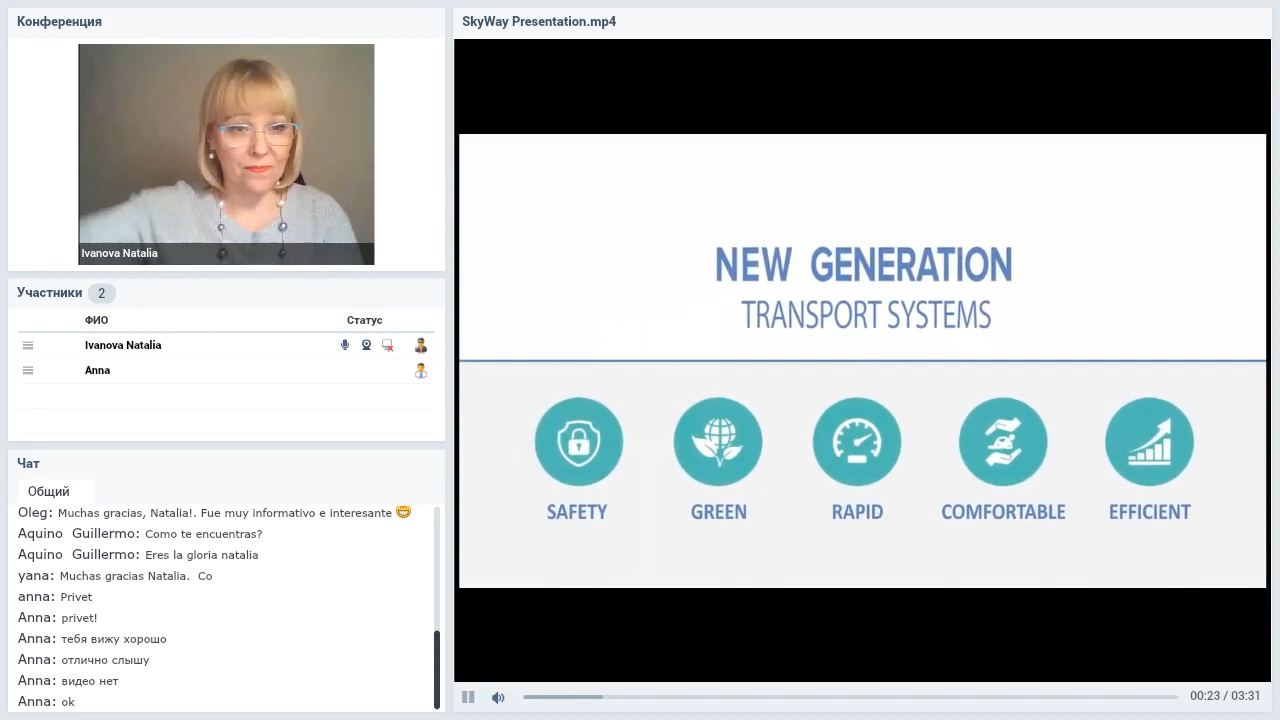 Конференция
Ivanova Natalia
Участники 2
ФИО Статус
Ivanova Natalia
Anna
Чат
Общий
Oleg: Muchas gracias, Natalia!. Fue muy informativo e interesante
Aquino Guillermo: Como te encuentras?
Aquino Guillermo: Eres la gloria natalia
yana: Muchas gracias Natalia. Co
anna: Privet
Anna: privet!
Anna: тебя вижу хорошо
Anna: отлично слышу
Anna: видео нет
Anna: ok
SkyWay Presentation.mp4
NEW GENERATION
TRANSPORT SYSTEMS
SAFETY GREEN RAPID COMFORTABLE EFFICIENT
00:23 / 03:31